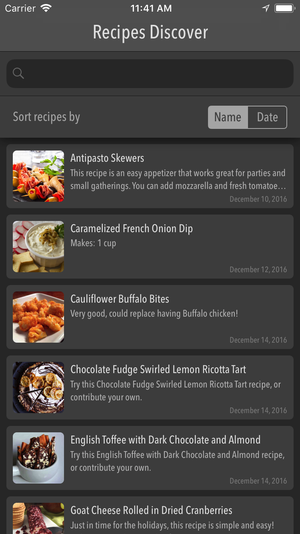 Carrier 11:41 AM
Recipes Discover
Sort recipes by Name Date
Antipasto Skewers
This recipe is an easy appetizer that works great for parties and
small gatherings. You can add mozzarella and fresh tomatoe...
December 10, 2016
Caramelized French Onion Dip
Makes: 1 cup
December 12, 2016
Cauliflower Buffalo Bites
Very good, could replace having Buffalo chicken!
December 14, 2016
Chocolate Fudge Swirled Lemon Ricotta Tart
Try this Chocolate Fudge Swirled Lemon Ricotta Tart recipe, or
contribute your own.
December 14, 2016
English Toffee with Dark Chocolate and Almond
Try this English Toffee with Dark Chocolate and Almond recipe,
or contribute your own.
December 14, 2016
Goat Cheese Rolled in Dried Cranberries
Just in time for the holidays, this recipe is simple and easy!